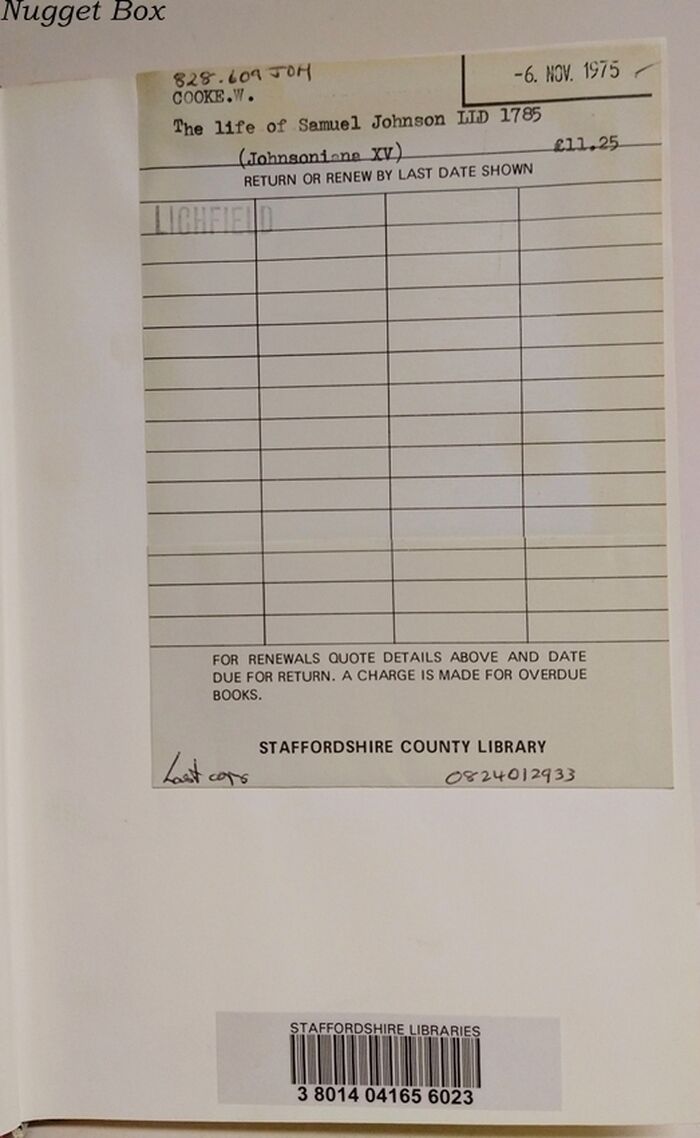 Nugget Box
828.609 JOH
-6. NOV. 1975
COOKE.W.
The life of Samuel Johnson LLD 1785
(Johnsoniana XV) £11.25
RETURN OR RENEW BY LAST DATE SHOWN
LICHFIELD
FOR RENEWALS QUOTE DETAILS ABOVE AND DATE
DUE FOR RETURN. A CHARGE IS MADE FOR OVERDUE
BOOKS.
STAFFORDSHIRE COUNTY LIBRARY
Last copy 0824012933
STAFFORDSHIRE LIBRARIES
3 8014 04165 6023